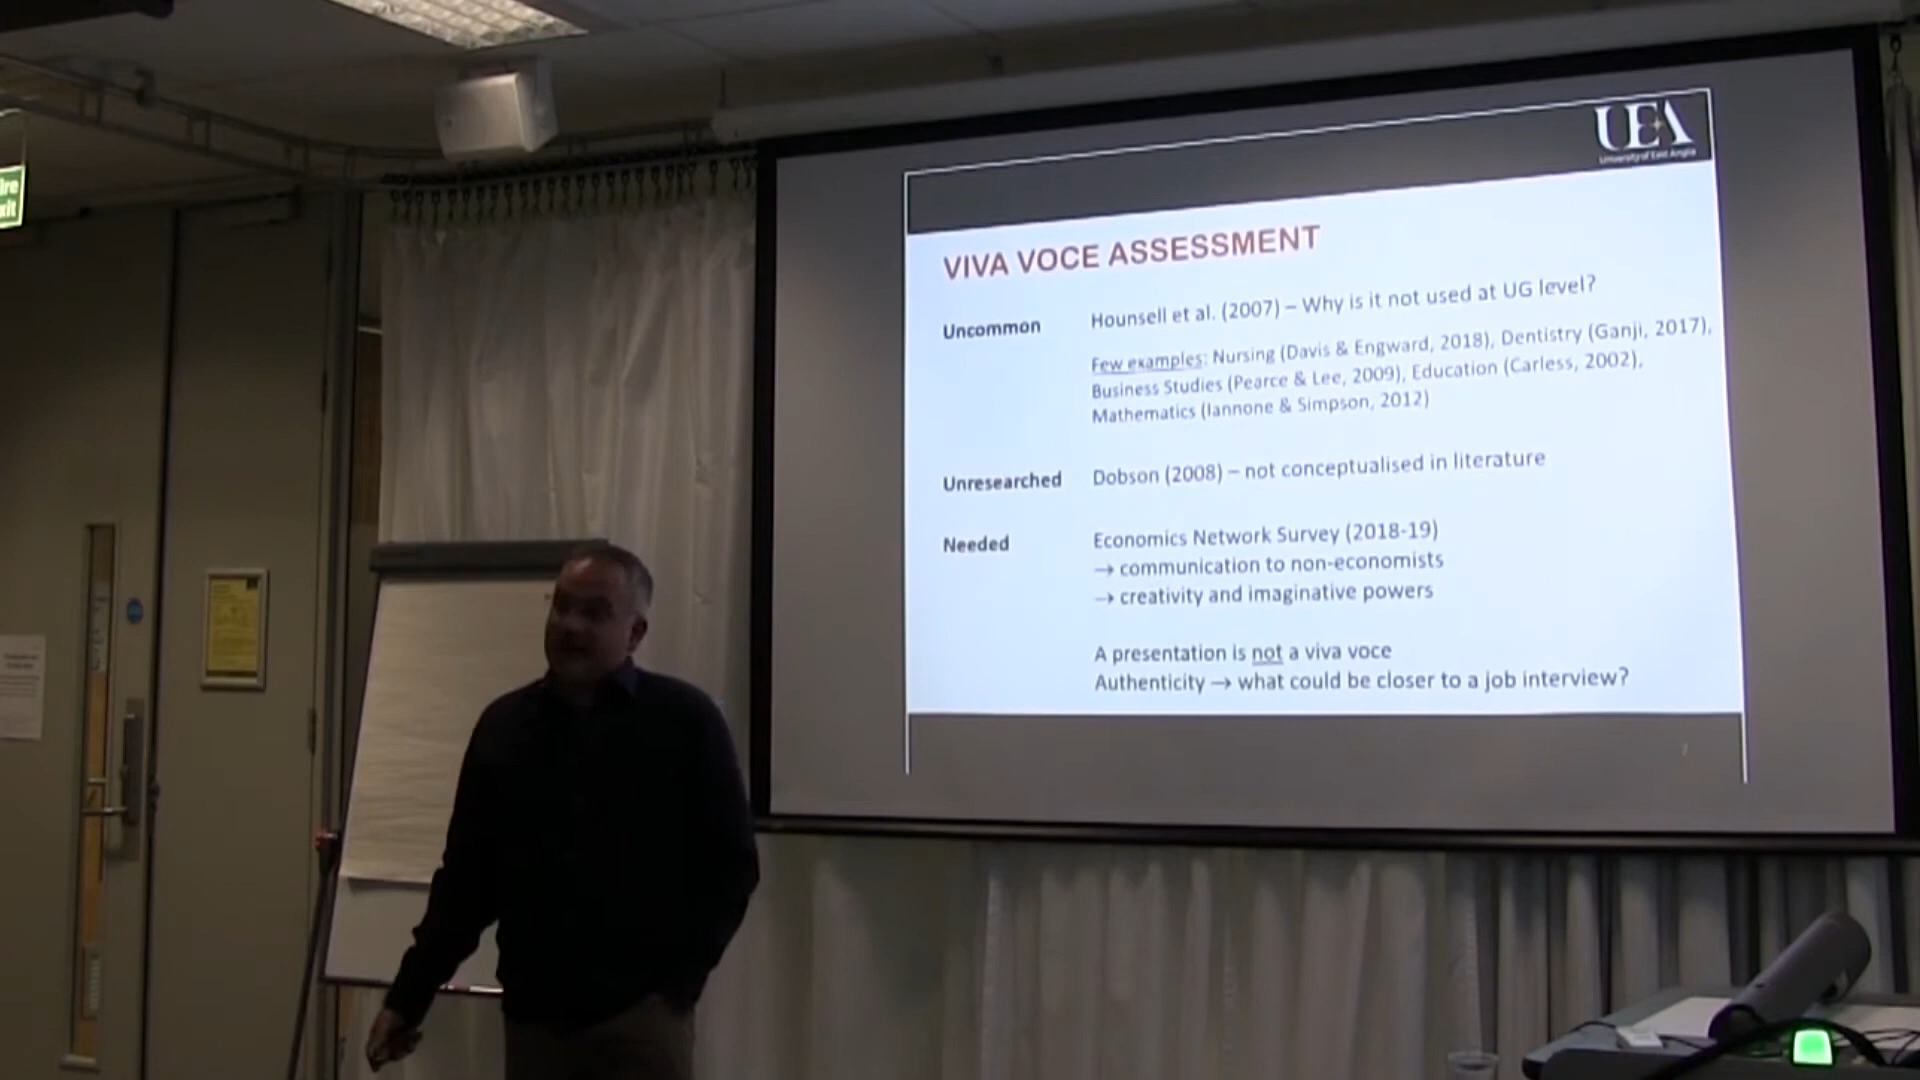 ire
xit
UEA
University of East Anglia
VIVA VOCE ASSESSMENT
Uncommon
Hounsell et al. (2007) – Why is it not used at UG level?
Few examples: Nursing (Davis & Engward, 2018), Dentistry (Ganji, 2017),
Business Studies (Pearce & Lee, 2009), Education (Carless, 2002),
Mathematics (Iannone & Simpson, 2012)
Unresearched
Dobson (2008) – not conceptualised in literature
Needed
Economics Network Survey (2018-19)
→ communication to non-economists
→ creativity and imaginative powers
A presentation is not a viva voce
Authenticity → what could be closer to a job interview?